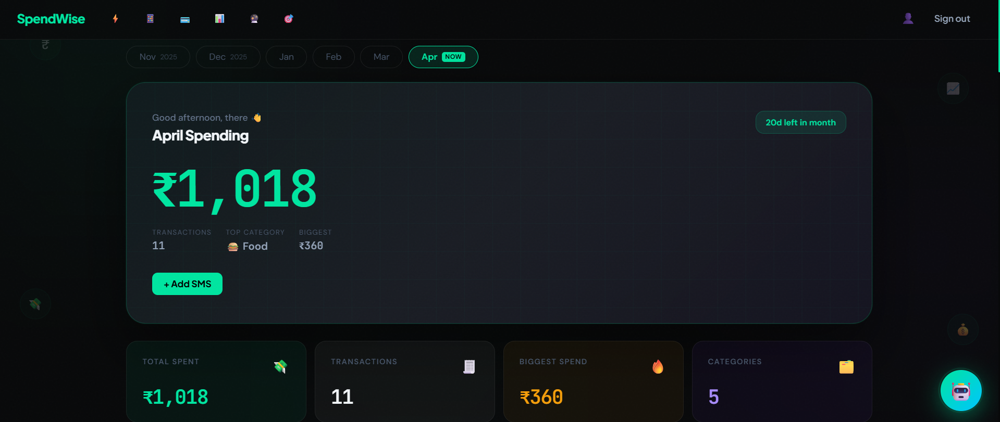 SpendWise
Sign out
₹
Nov 2025 Dec 2025 Jan Feb Mar Apr NOW
Good afternoon, there 👋
20d left in month
April Spending
₹1,018
TRANSACTIONS TOP CATEGORY BIGGEST
11 🍔 Food ₹360
+ Add SMS
TOTAL SPENT TRANSACTIONS BIGGEST SPEND CATEGORIES
₹1,018 11 ₹360 5